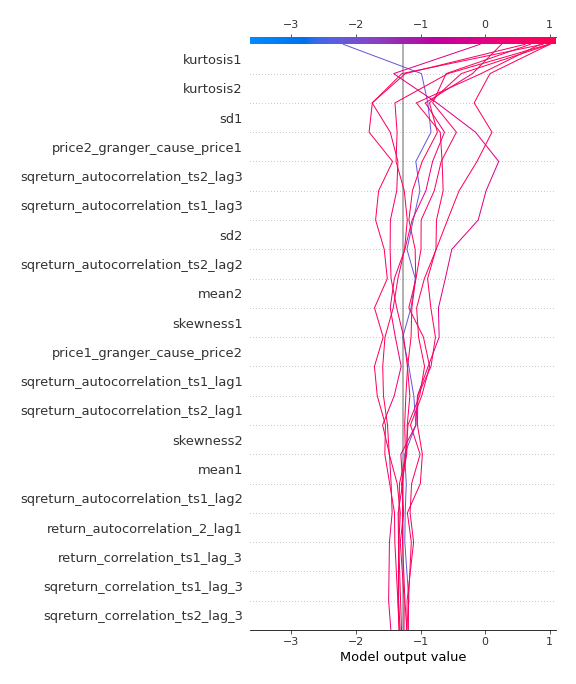 −3 −2 −1 0 1
kurtosis1
kurtosis2
sd1
price2_granger_cause_price1
sqreturn_autocorrelation_ts2_lag3
sqreturn_autocorrelation_ts1_lag3
sd2
sqreturn_autocorrelation_ts2_lag2
mean2
skewness1
price1_granger_cause_price2
sqreturn_autocorrelation_ts1_lag1
sqreturn_autocorrelation_ts2_lag1
skewness2
mean1
sqreturn_autocorrelation_ts1_lag2
return_autocorrelation_2_lag1
return_correlation_ts1_lag_3
sqreturn_correlation_ts1_lag_3
sqreturn_correlation_ts2_lag_3
−3 −2 −1 0 1
Model output value